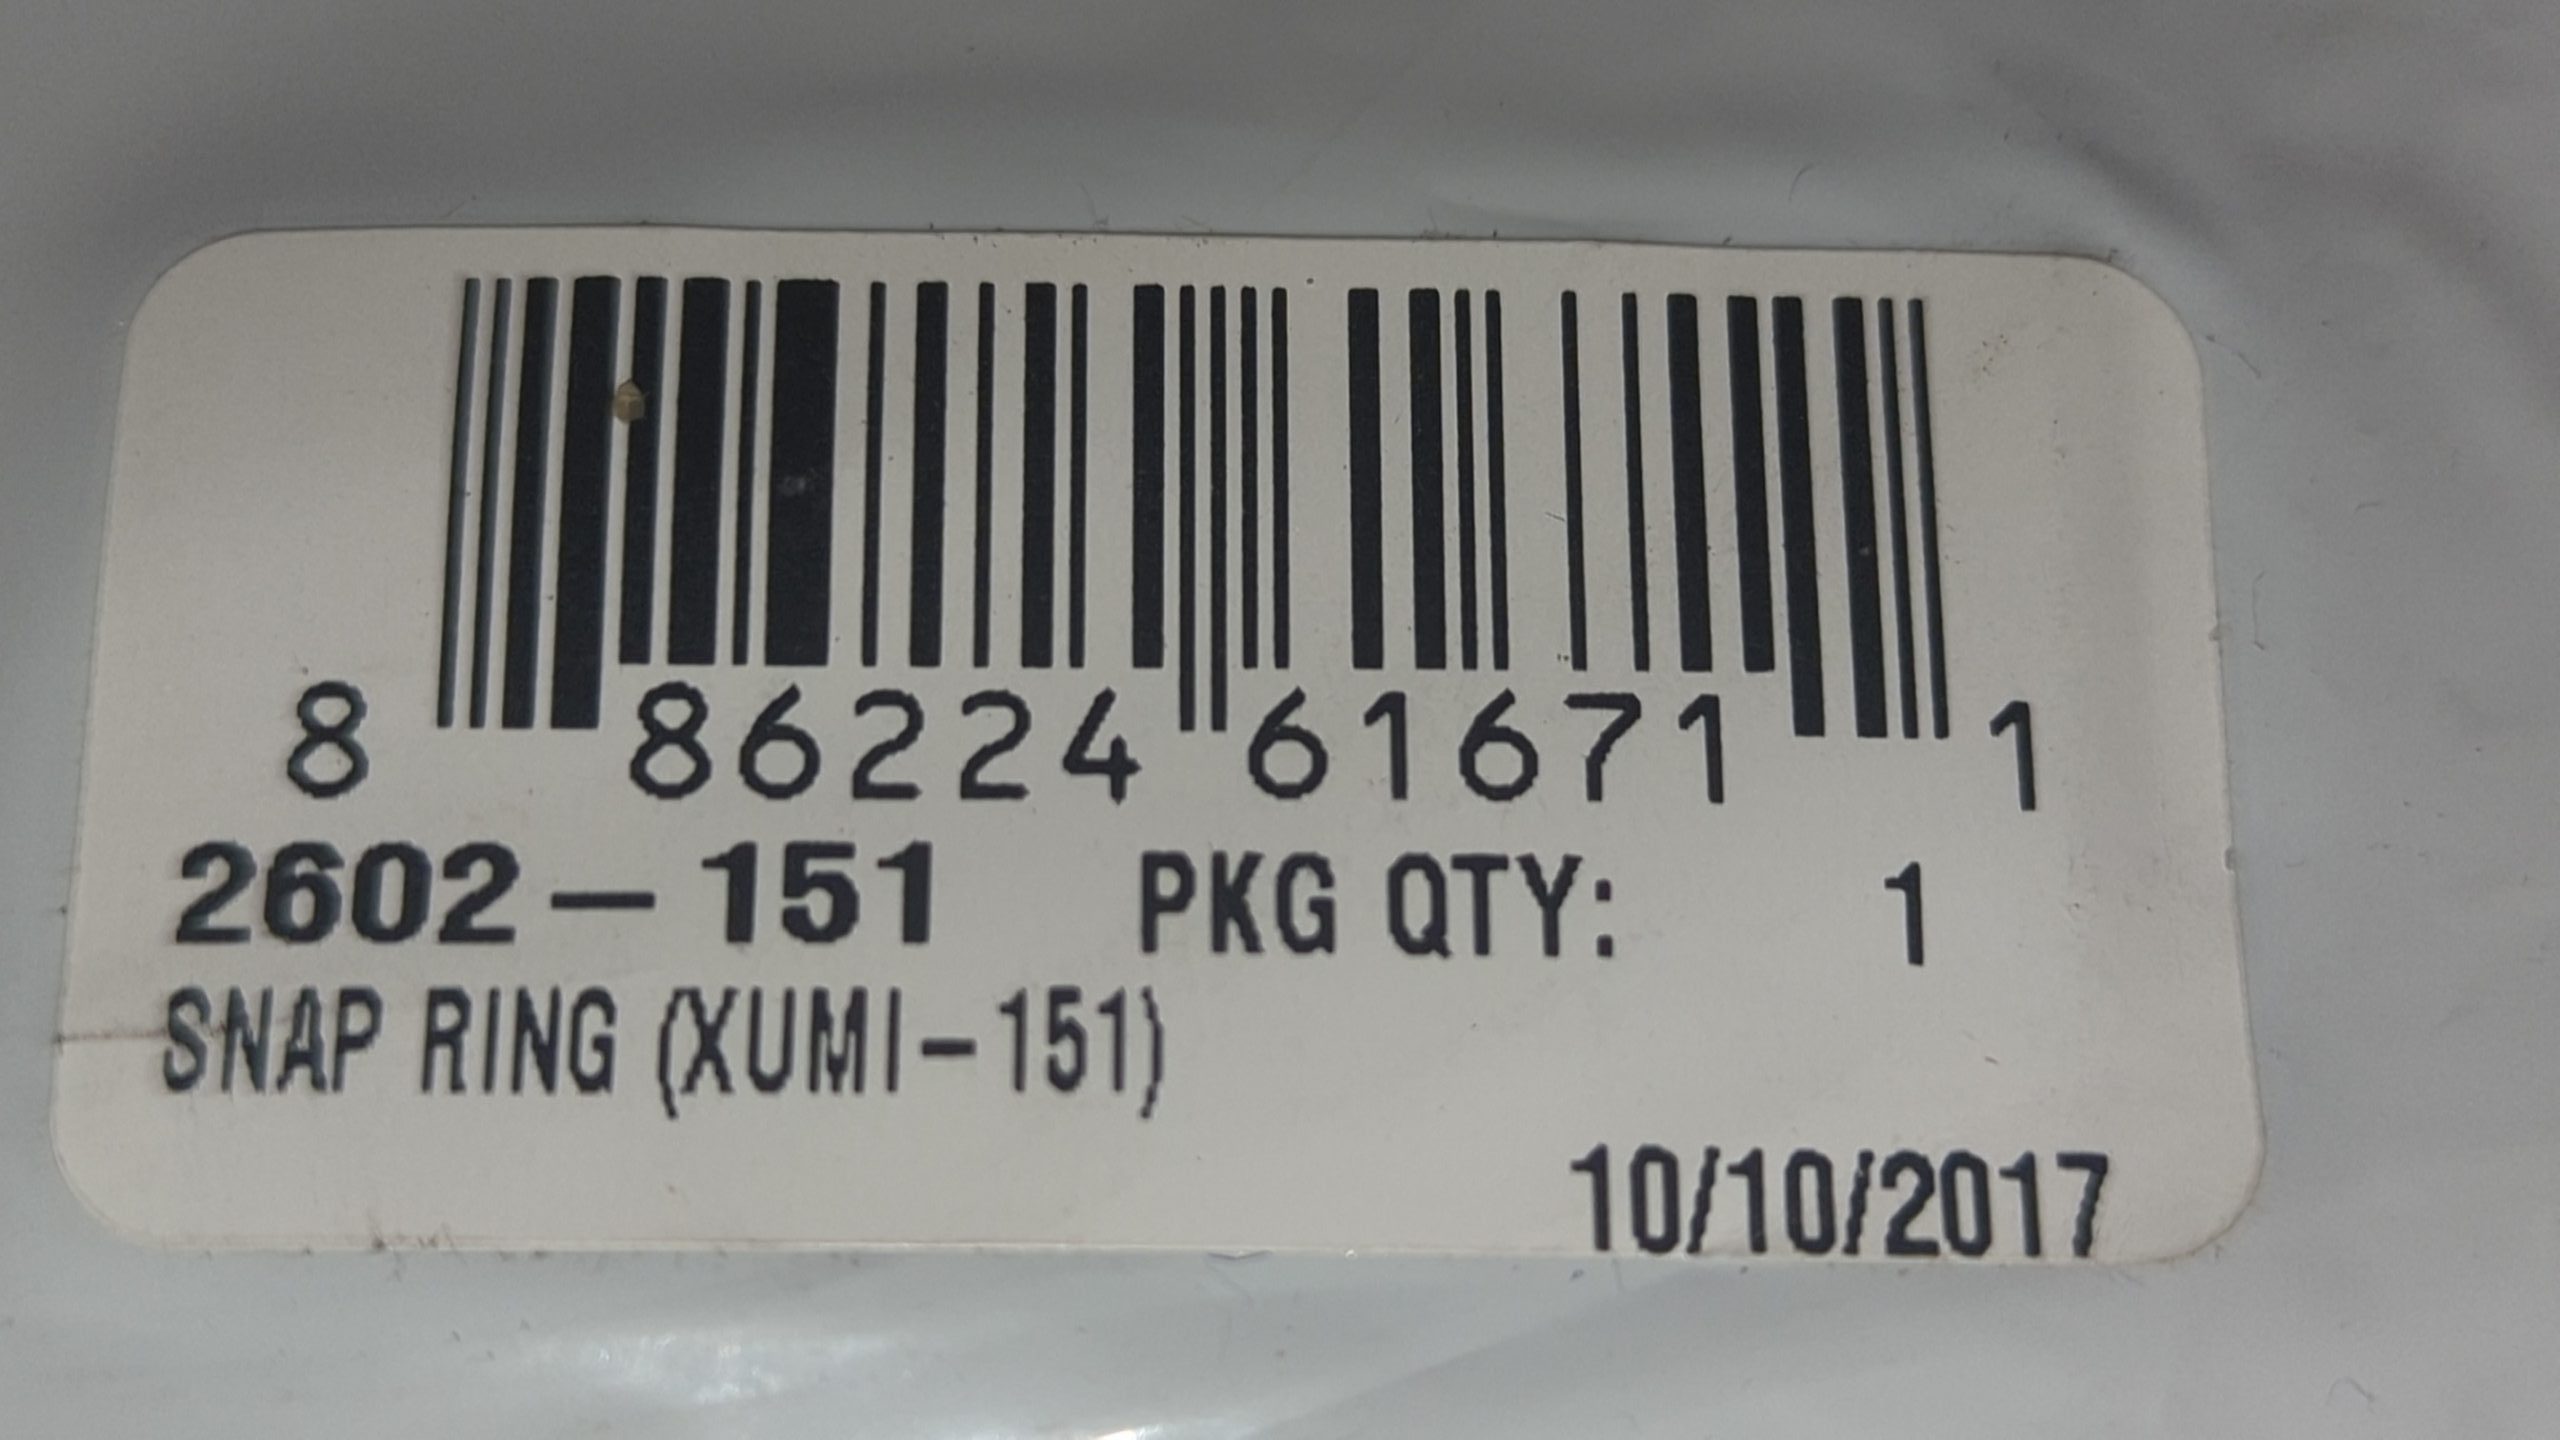 8 86224 61671 1
2602-151 PKG QTY: 1
SNAP RING (XUMI-151)
10/10/2017